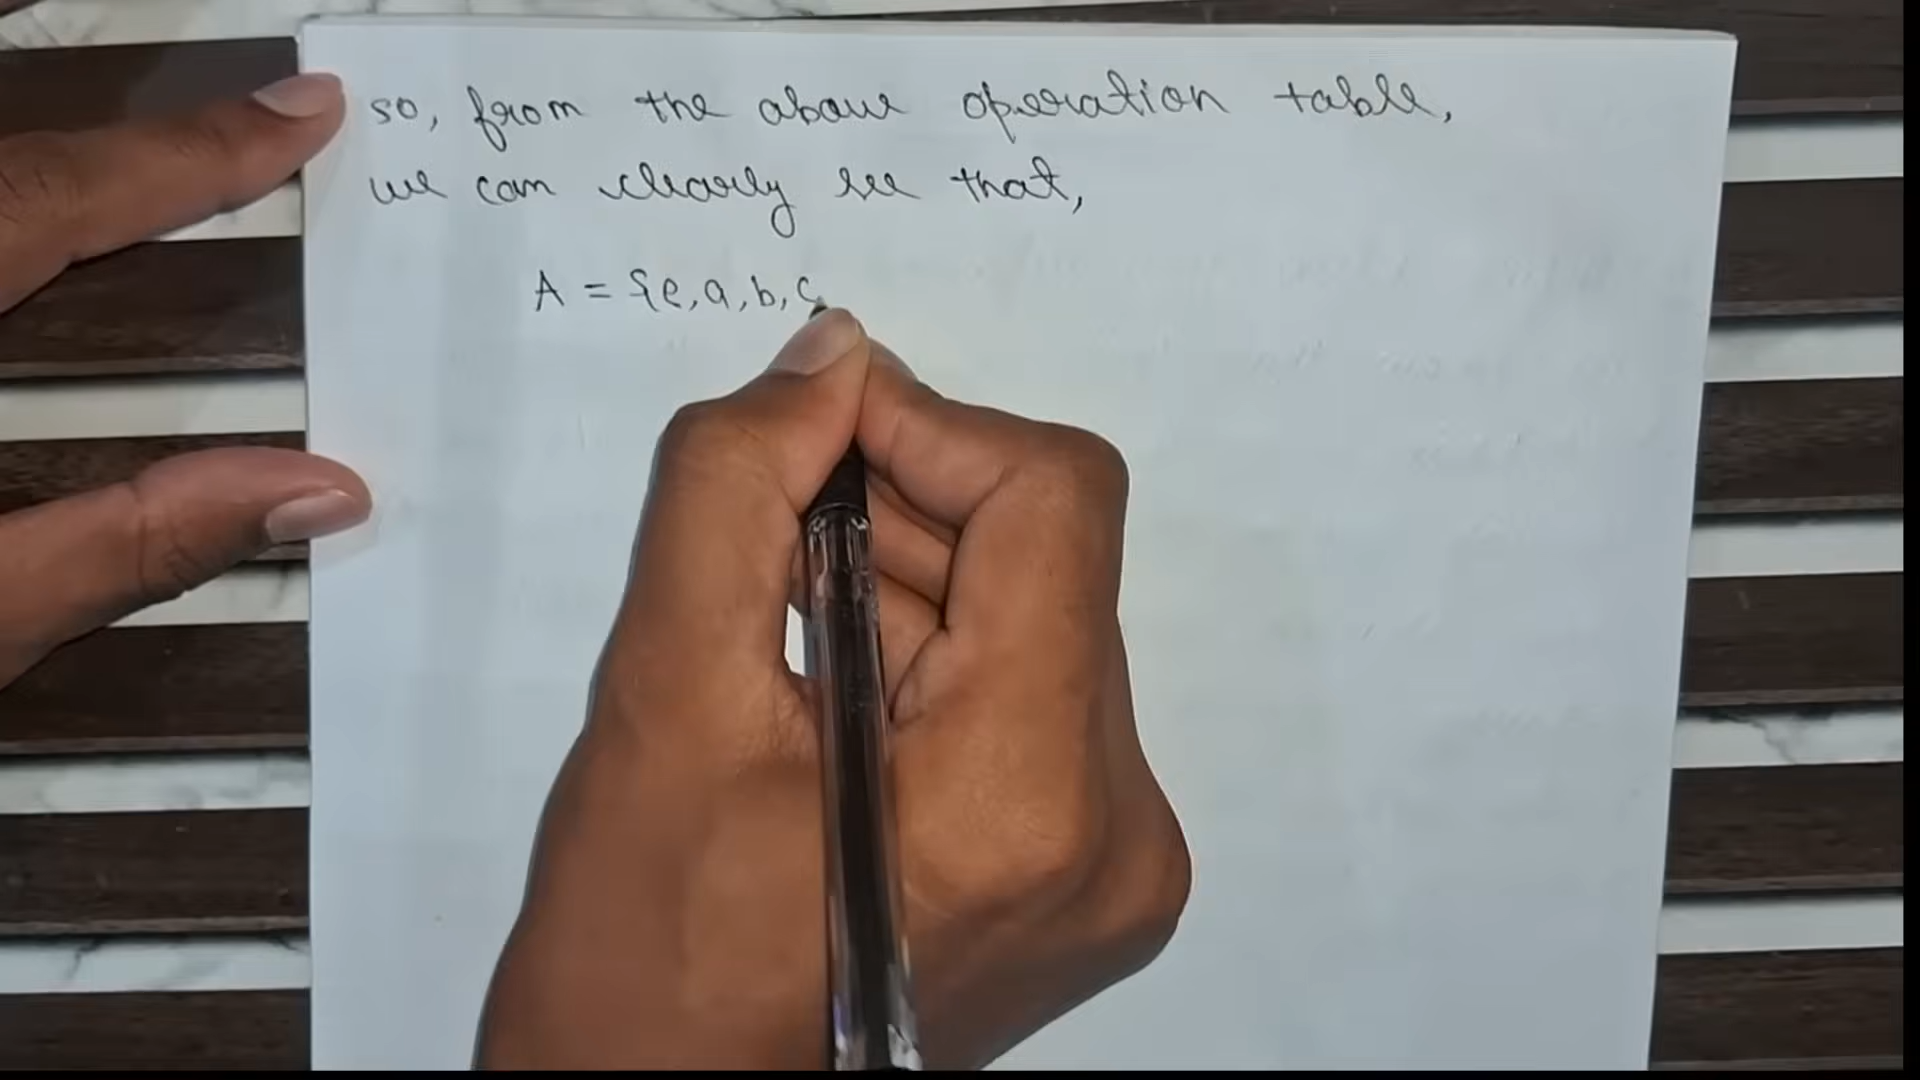 so, from the above operation table,
we can clearly see that,
A = {e, a, b, c